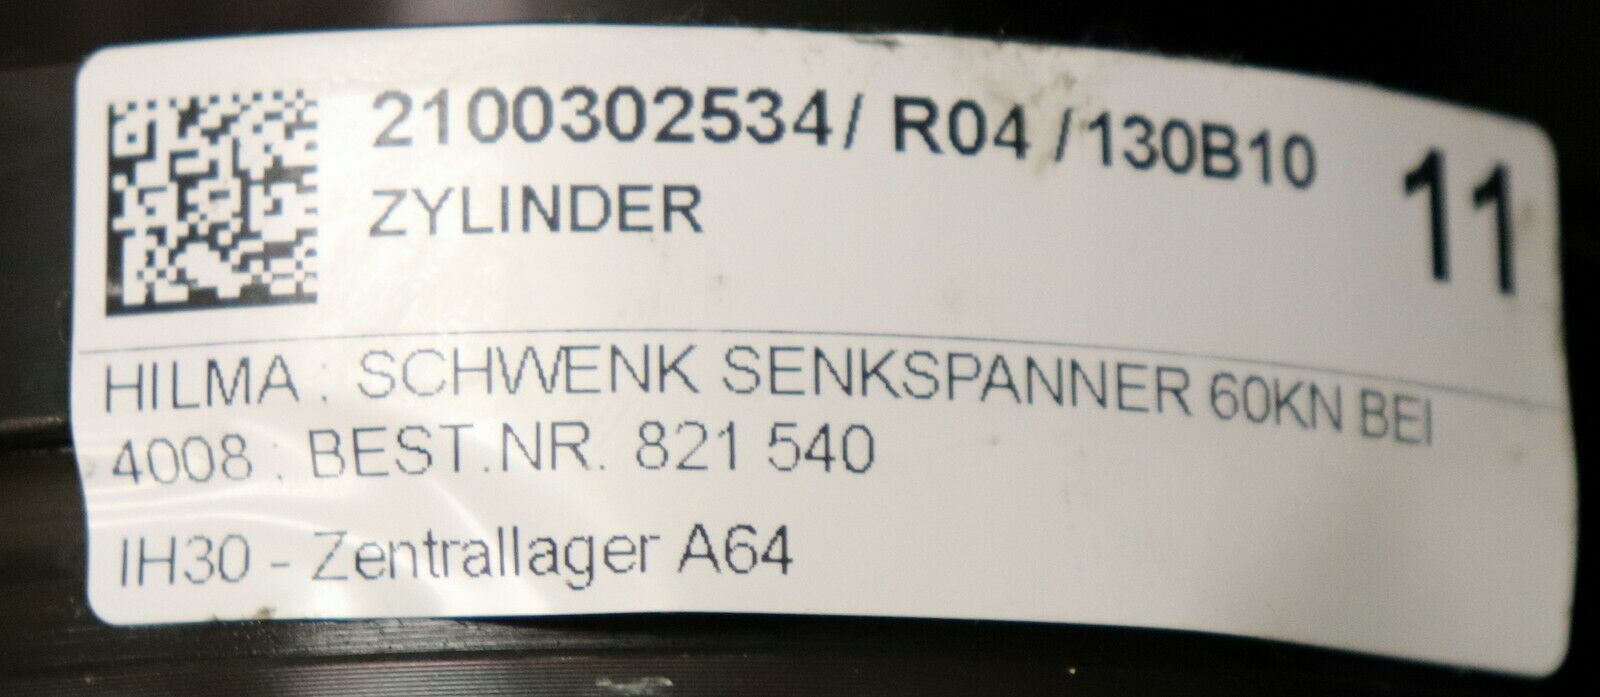 2100302534/ R04 /130B10
11
ZYLINDER
HILMA : SCHWENK SENKSPANNER 60KN BEI
4008 : BEST.NR. 821 540
IH30 - Zentrallager A64